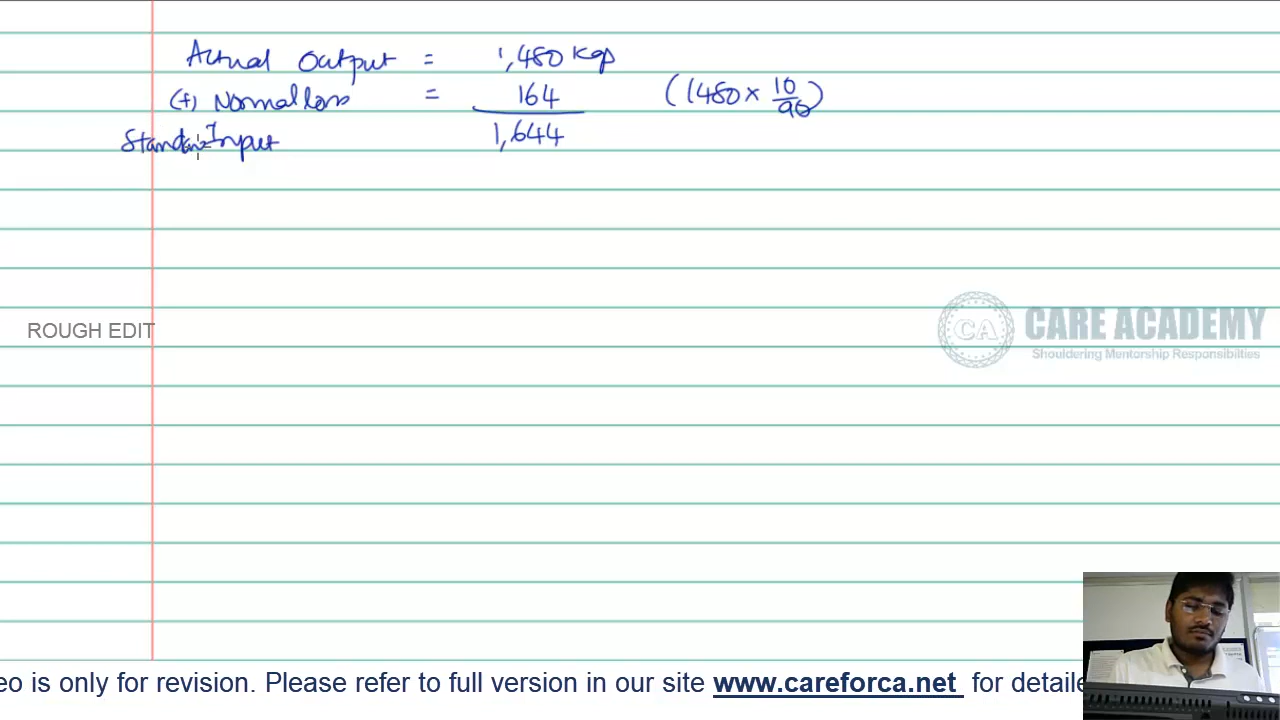 Actual Output = 1,480 Kgs
(+) Normal loss = 164 (1480 × 10/90)
Standard Input 1,644
ROUGH EDIT
CA CARE ACADEMY
Shouldering Mentorship Responsibilties
eo is only for revision. Please refer to full version in our site www.careforca.net for detaile